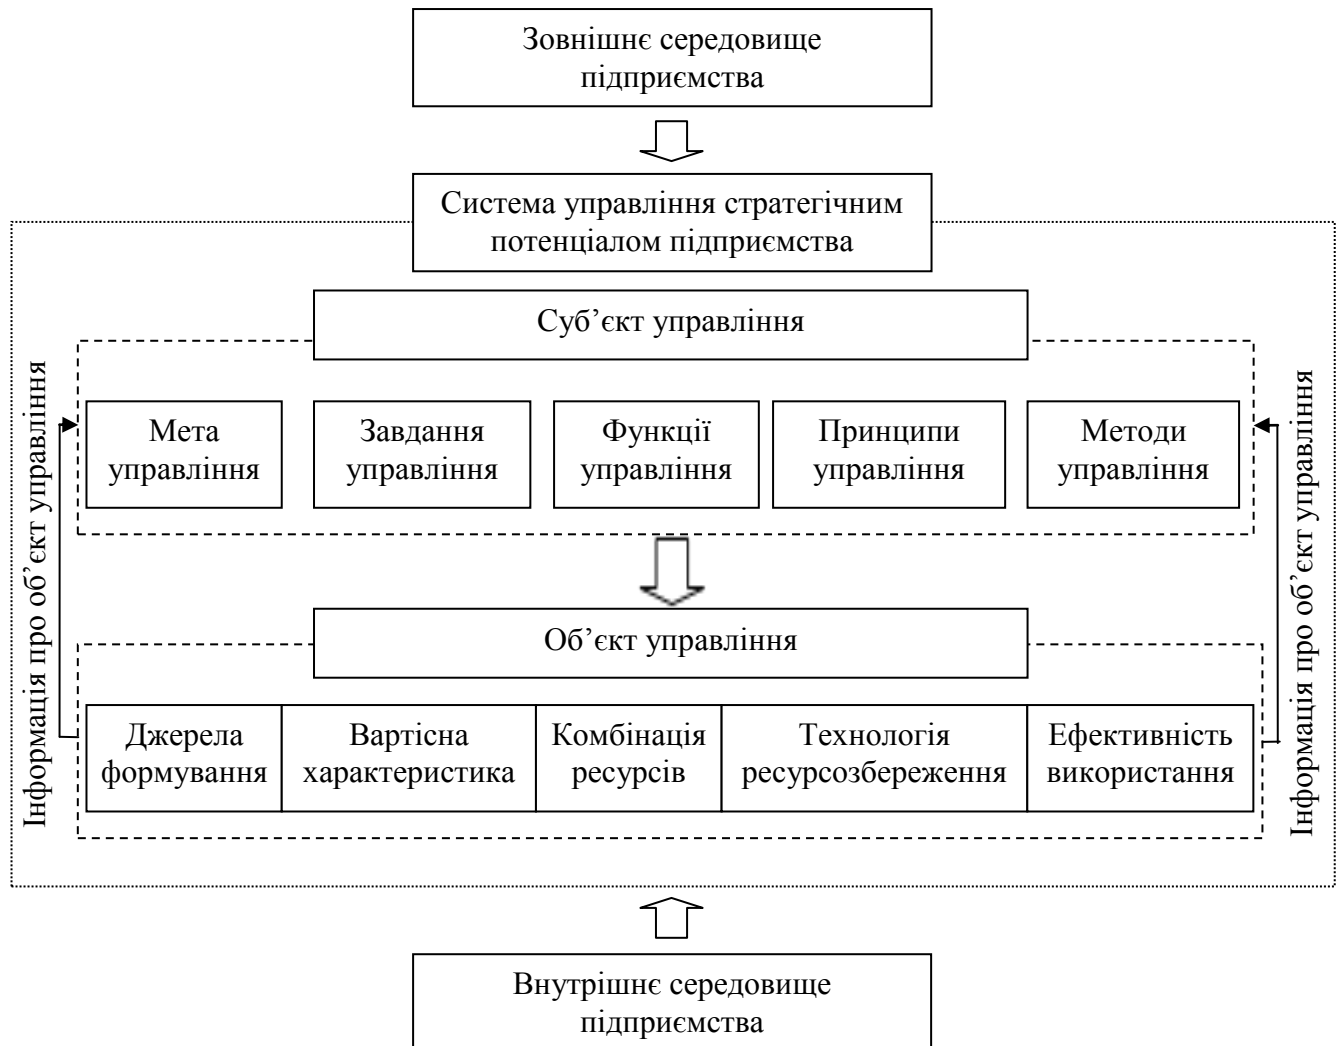 Зовнішнє середовище
підприємства
Система управління стратегічним
потенціалом підприємства
Суб’єкт управління
Інформація про об’єкт управління
Мета
управління
Завдання
управління
Функції
управління
Принципи
управління
Методи
управління
Інформація про об’єкт управління
Об’єкт управління
Джерела
формування
Вартісна
характеристика
Комбінація
ресурсів
Технологія
ресурсозбереження
Ефективність
використання
Внутрішнє середовище
підприємства